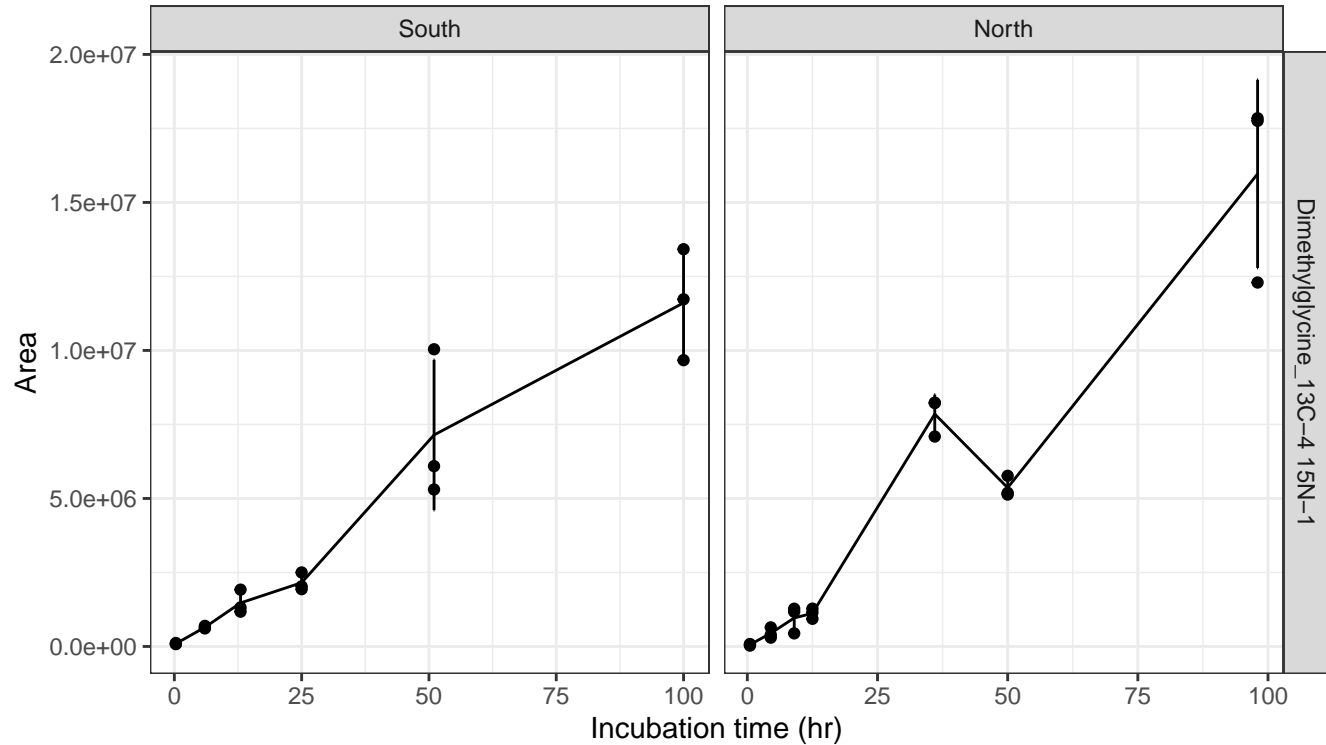 South
North
2.0e+07
1.5e+07
1.0e+07
5.0e+06
0.0e+00
Area
Dimethylglycine_13C−4 15N−1
0 25 50 75 100
0 25 50 75 100
Incubation time (hr)